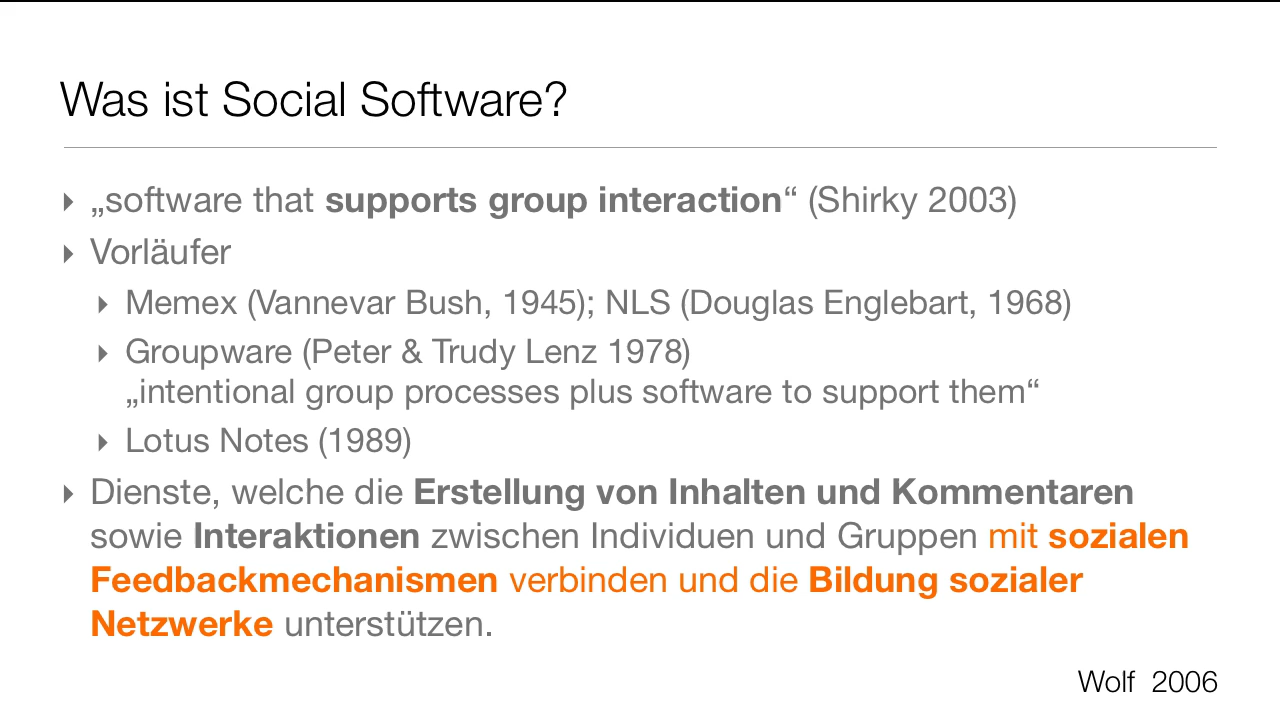 Was ist Social Software?
‣ „software that supports group interaction“ (Shirky 2003)
‣ Vorläufer
‣ Memex (Vannevar Bush, 1945); NLS (Douglas Englebart, 1968)
‣ Groupware (Peter & Trudy Lenz 1978)
„intentional group processes plus software to support them“
‣ Lotus Notes (1989)
‣ Dienste, welche die Erstellung von Inhalten und Kommentaren
sowie Interaktionen zwischen Individuen und Gruppen mit sozialen
Feedbackmechanismen verbinden und die Bildung sozialer
Netzwerke unterstützen.
Wolf 2006